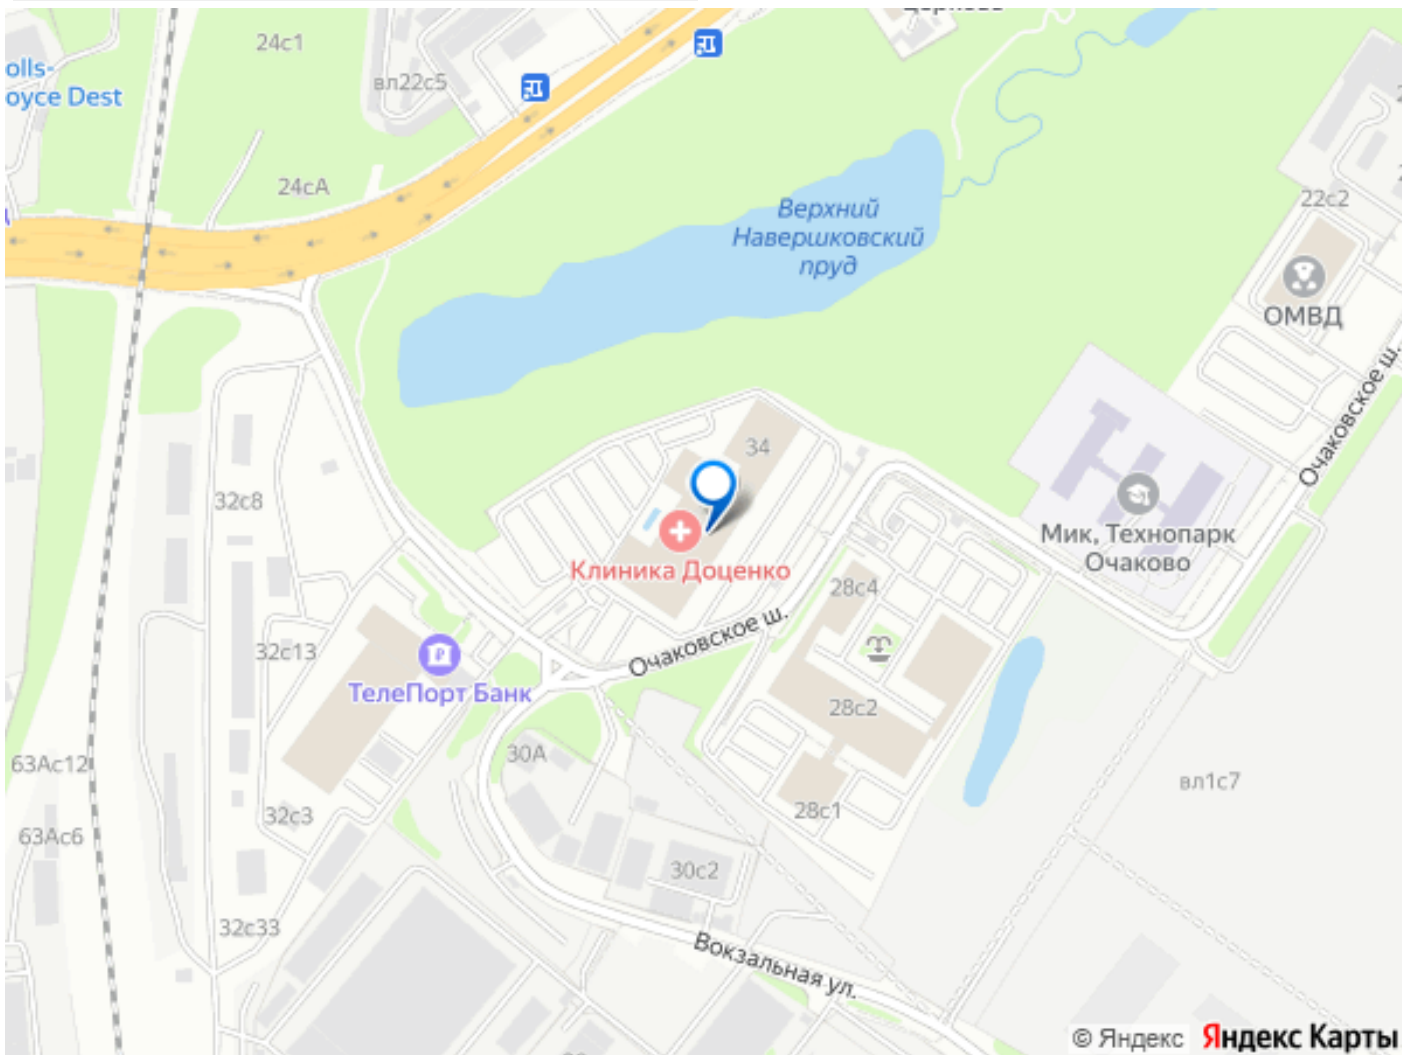 24с1
olls-
oyce Dest
вл22с5
24сА
Верхний
Навершковский
пруд
22с2
ОМВД
Очаковское ш.
34
32с8
Мик, Технопарк
Очаково
Клиника Доценко
28с4
Очаковское ш.
32с13
ТелеПорт Банк
28с2
30А
63Ас12
вл1с7
28с1
32с3
63Ас6
30с2
32с33
Вокзальная ул.
© Яндекс Яндекс Карты